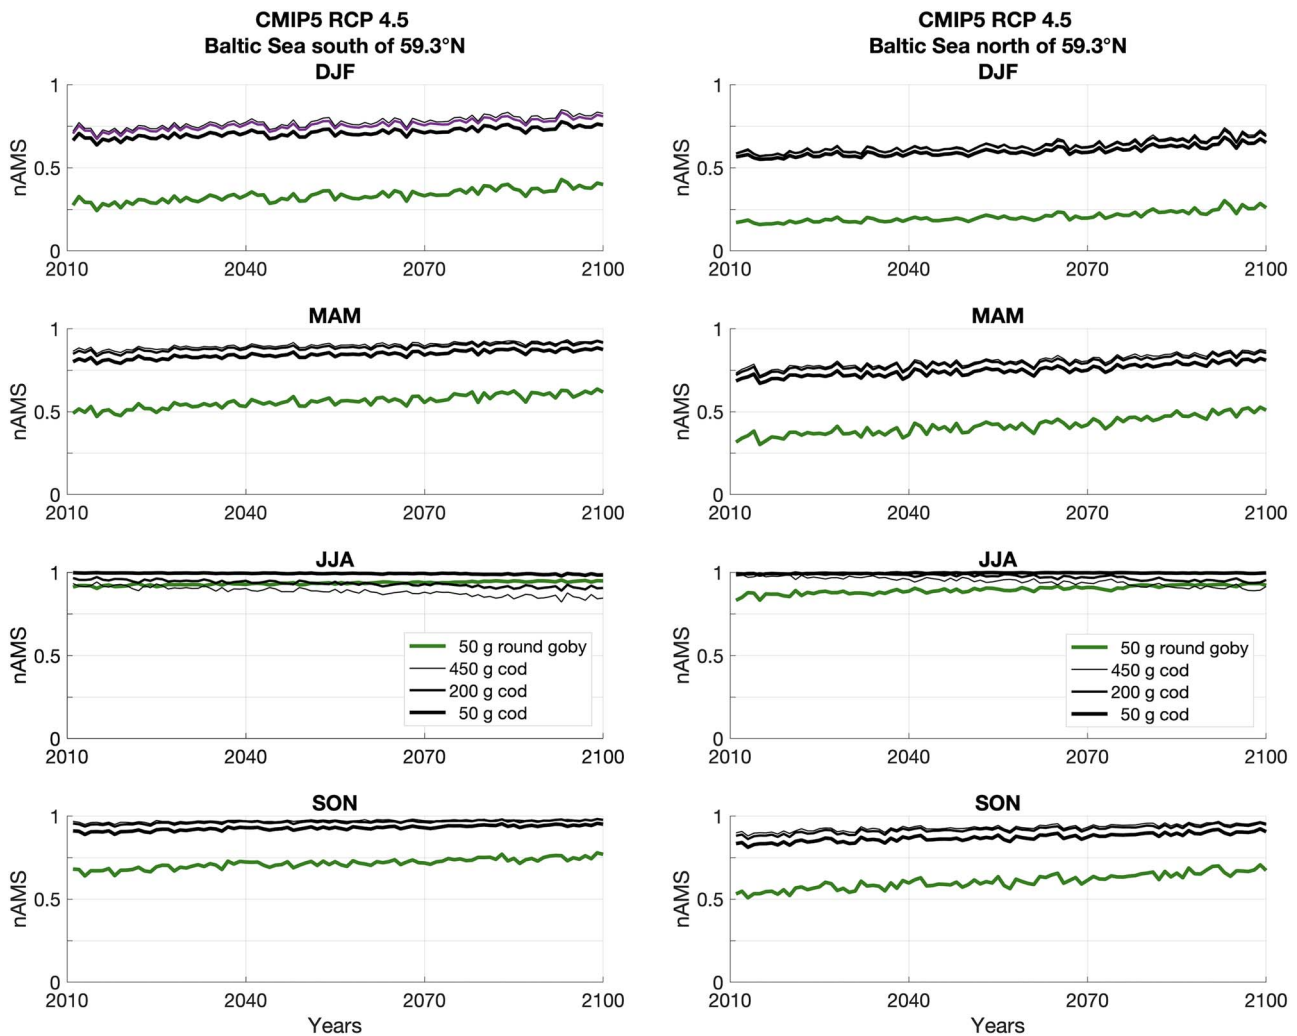 CMIP5 RCP 4.5
Baltic Sea south of 59.3°N
DJF
1
0.5
0
nAMS
2010 2040 2070 2100
MAM
1
0.5
0
nAMS
2010 2040 2070 2100
JJA
1
0.5
0
nAMS
50 g round goby
450 g cod
200 g cod
50 g cod
2010 2040 2070 2100
SON
1
0.5
0
nAMS
2010 2040 2070 2100
Years
CMIP5 RCP 4.5
Baltic Sea north of 59.3°N
DJF
1
0.5
0
nAMS
2010 2040 2070 2100
MAM
1
0.5
0
nAMS
2010 2040 2070 2100
JJA
1
0.5
0
nAMS
50 g round goby
450 g cod
200 g cod
50 g cod
2010 2040 2070 2100
SON
1
0.5
0
nAMS
2010 2040 2070 2100
Years